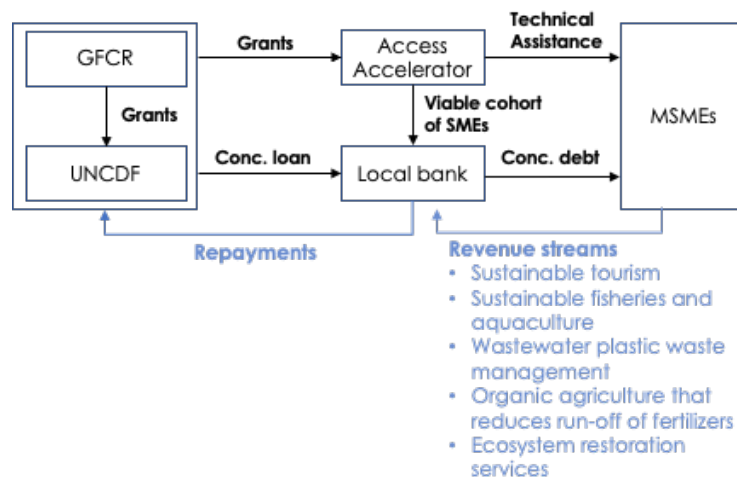 GFCR
Grants
UNCDF
Grants
Conc. loan
Access
Accelerator
Viable cohort
of SMEs
Local bank
Technical
Assistance
Conc. debt
MSMEs
Repayments
Revenue streams
• Sustainable tourism
• Sustainable fisheries and
aquaculture
• Wastewater plastic waste
management
• Organic agriculture that
reduces run-off of fertilizers
• Ecosystem restoration
services